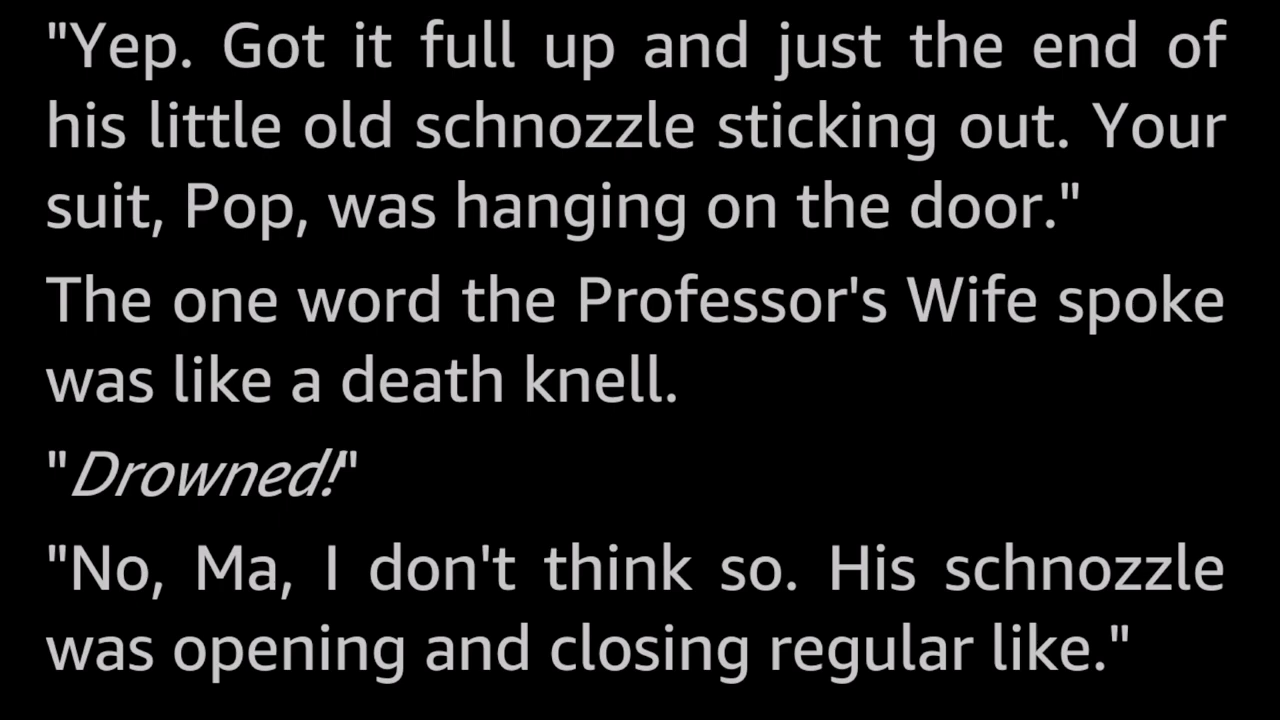 "Yep. Got it full up and just the end of
his little old schnozzle sticking out. Your
suit, Pop, was hanging on the door."
The one word the Professor's Wife spoke
was like a death knell.
"Drowned!"
"No, Ma, I don't think so. His schnozzle
was opening and closing regular like."